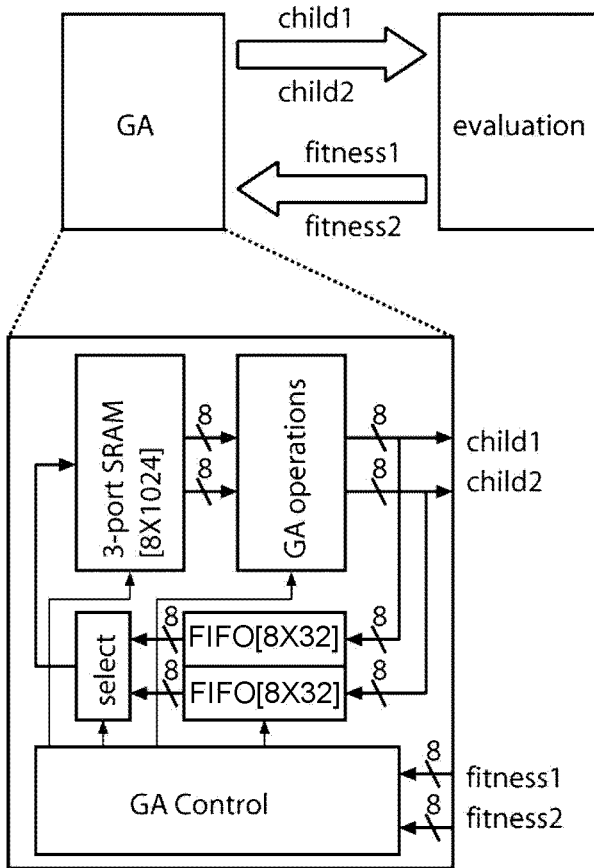 child1
child2
GA
evaluation
fitness1
fitness2
3-port SRAM
[8X1024]
8
8
GA operations
8
8
child1
child2
select
8
8
FIFO[8X32]
FIFO[8X32]
8
8
GA Control
8
8
fitness1
fitness2